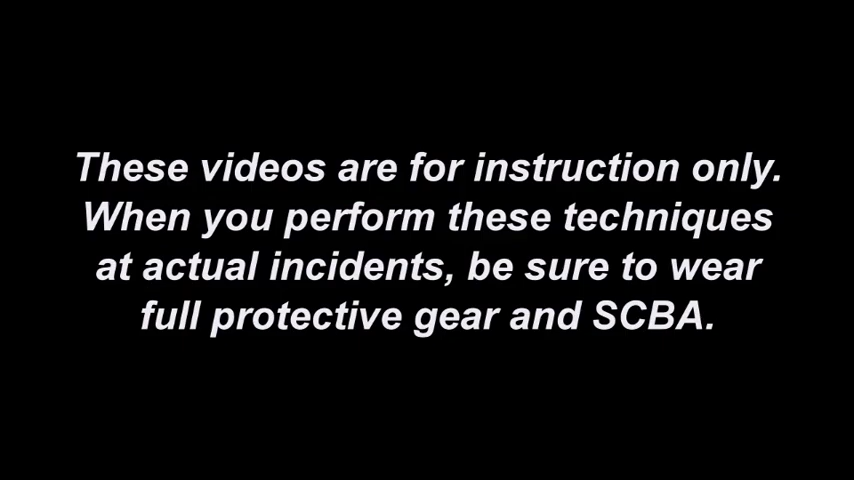 These videos are for instruction only.
When you perform these techniques
at actual incidents, be sure to wear
full protective gear and SCBA.